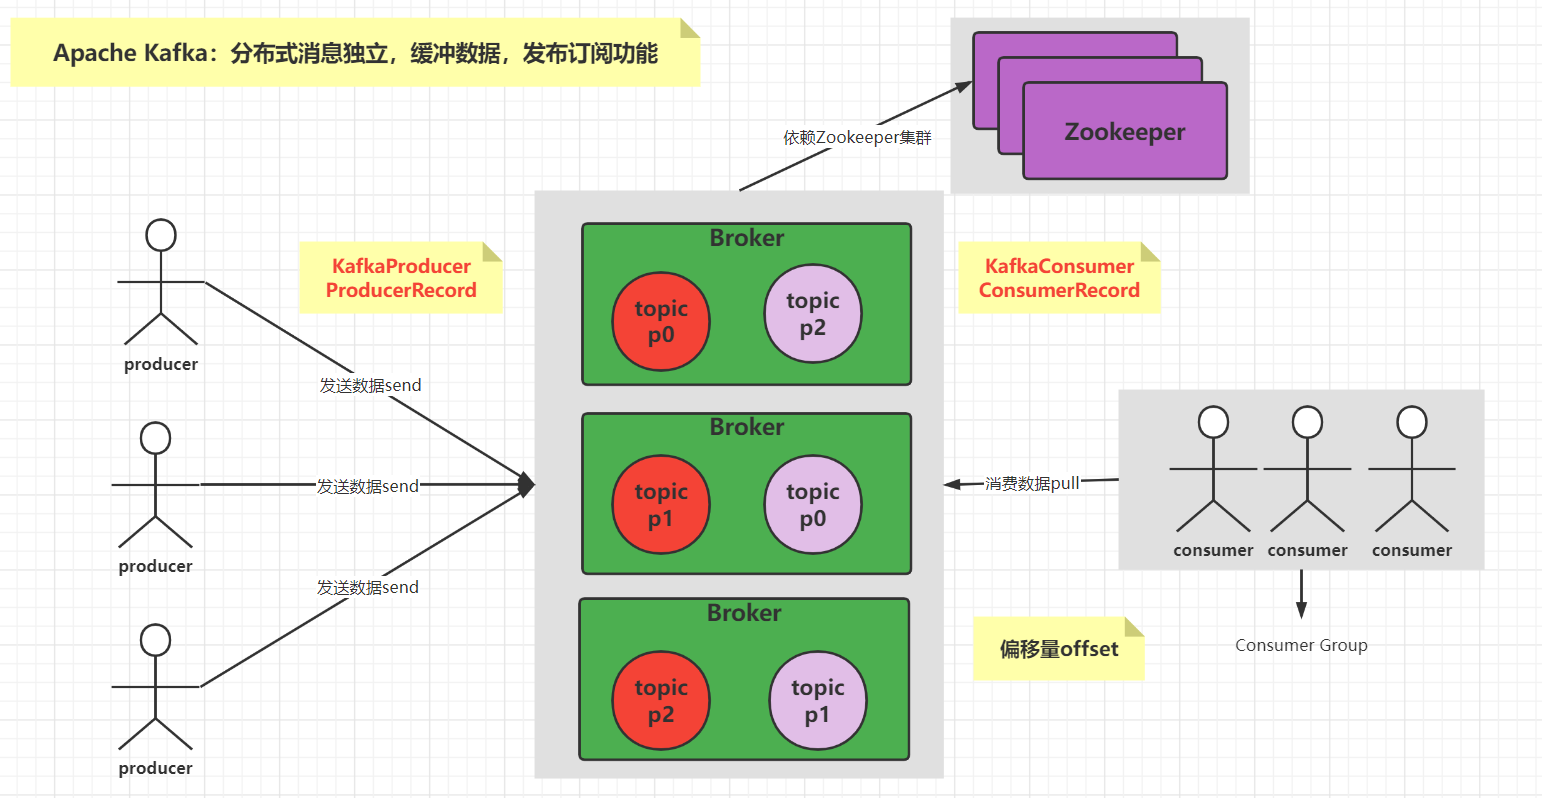 Apache Kafka：分布式消息独立，缓冲数据，发布订阅功能
依赖Zookeeper集群
Zookeeper
KafkaProducer
ProducerRecord
KafkaConsumer
ConsumerRecord
producer
发送数据send
producer
发送数据send
producer
发送数据send
Broker
topic
p0
topic
p2
Broker
topic
p1
topic
p0
Broker
topic
p2
topic
p1
消费数据pull
consumer
consumer
consumer
偏移量offset
Consumer Group